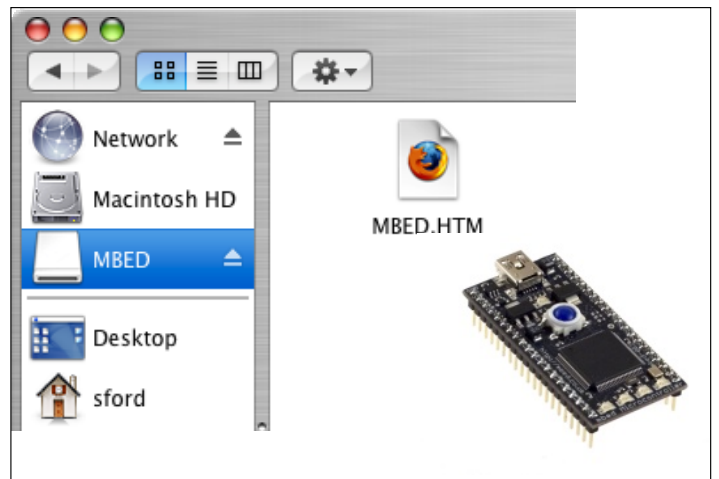 Network
Macintosh HD
MBED
Desktop
sford
MBED.HTM